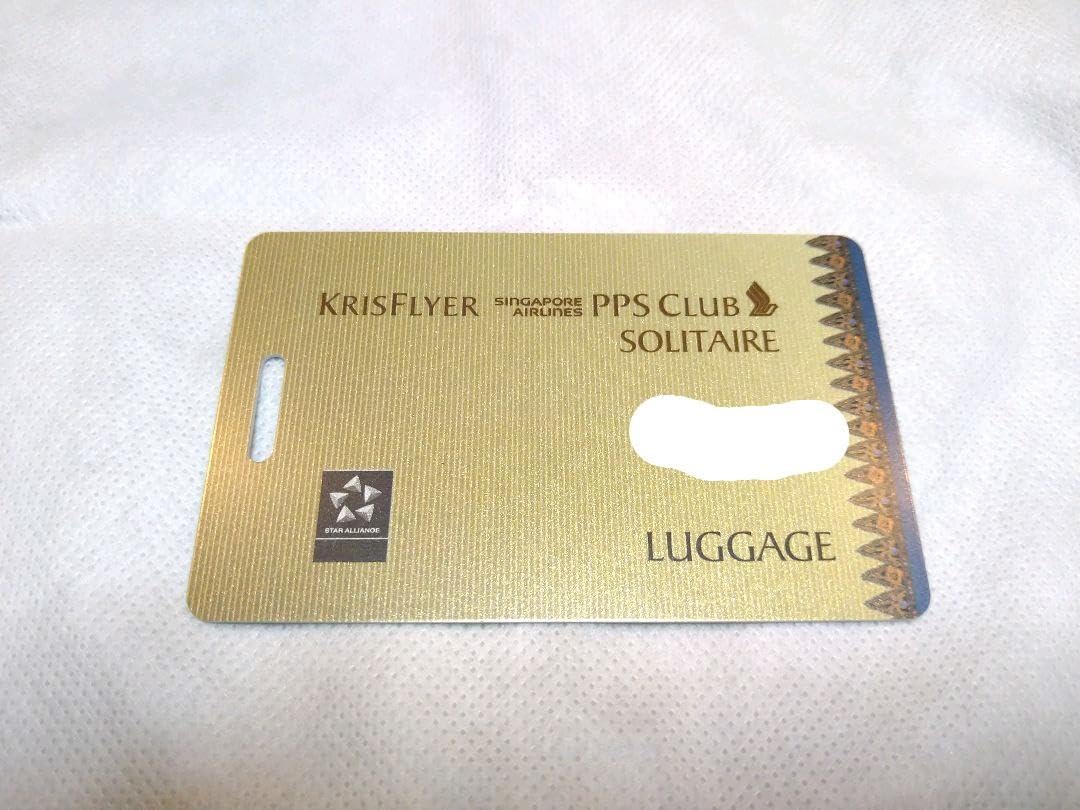 KRISFLYER SINGAPORE AIRLINES PPS CLUB
SOLITAIRE
STAR ALLIANCE
LUGGAGE